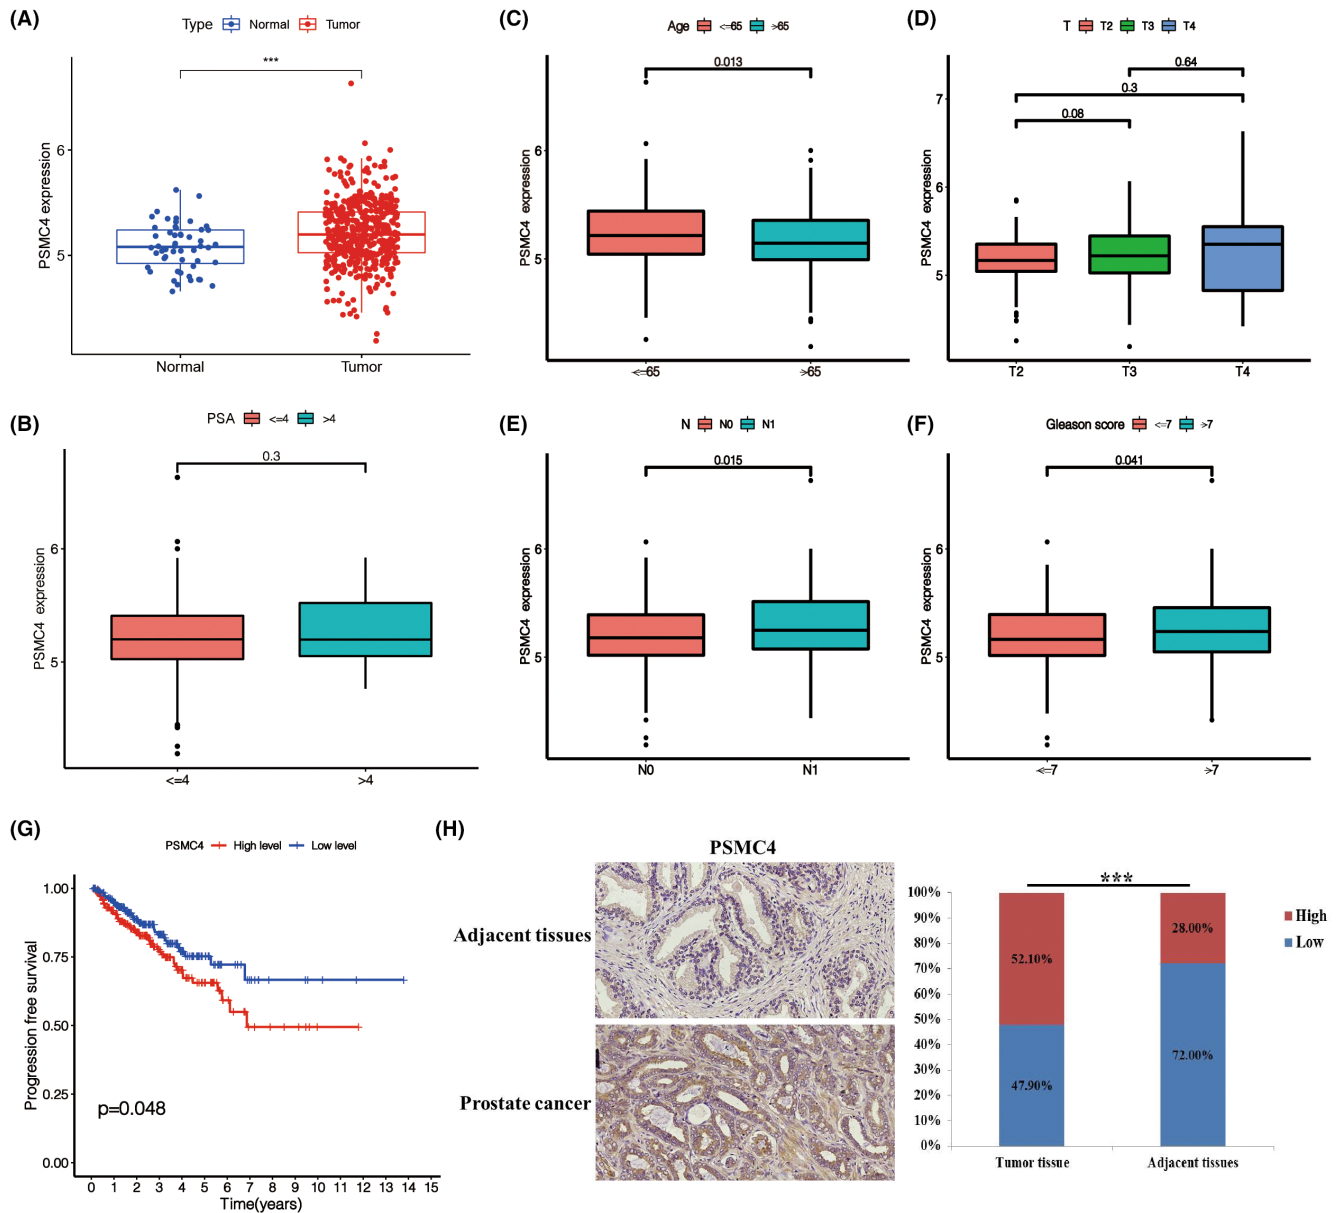 (A)
Type Normal Tumor
***
PSMC4 expression
6
5
Normal Tumor
(C)
Age <=65 >65
0.013
PSMC4 expression
6
5
<=65 >65
(D)
T T2 T3 T4
0.64
0.3
0.08
PSMC4 expression
7
6
5
T2 T3 T4
(B)
PSA <=4 >4
0.3
PSMC4 expression
6
5
<=4 >4
(E)
N N0 N1
0.015
PSMC4 expression
6
5
N0 N1
(F)
Gleason score <=7 >7
0.041
PSMC4 expression
6
5
<=7 >7
(G)
PSMC4 High level Low level
Progression free survival
1.00
0.75
0.50
0.25
0.00
p=0.048
0 1 2 3 4 5 6 7 8 9 10 11 12 13 14 15
Time(years)
(H)
PSMC4
Adjacent tissues
Prostate cancer
***
100%
90%
80%
70%
60%
50%
40%
30%
20%
10%
0%
52.10%
47.90%
28.00%
72.00%
High
Low
Tumor tissue Adjacent tissues